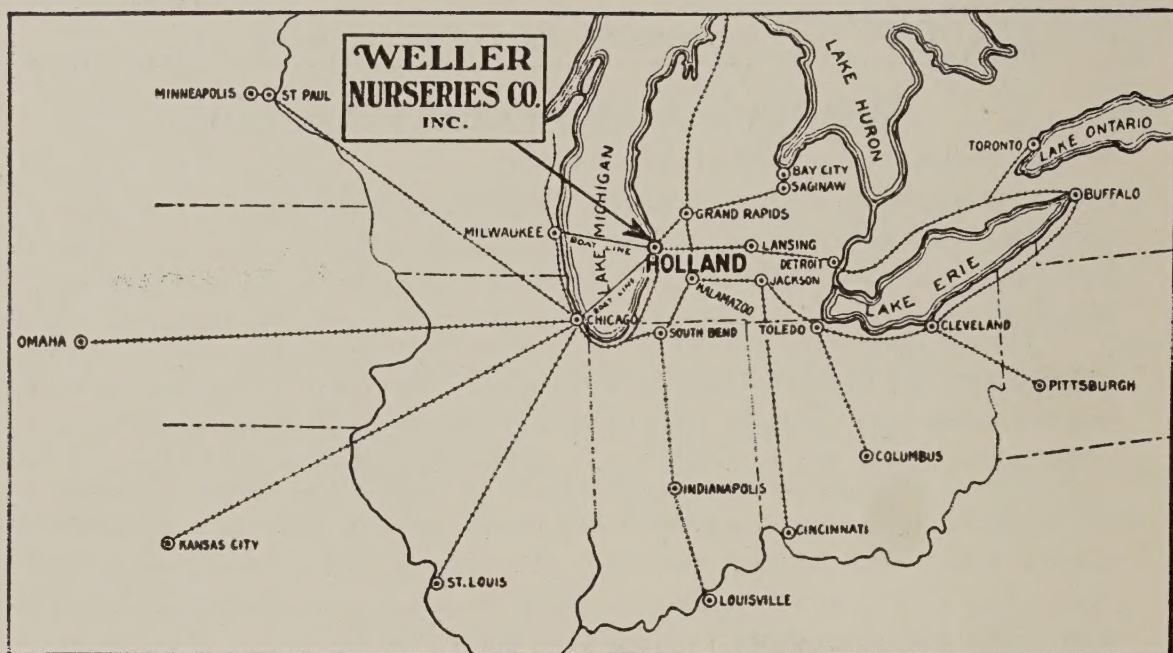 WELLER
NURSERIES CO.
INC.
MINNEAPOLIS
ST PAUL
LAKE HURON
TORONTO
LAKE ONTARIO
BAY CITY
SAGINAW
BUFFALO
LAKE MICHIGAN
GRAND RAPIDS
MILWAUKEE
BOAT LINE
LANSING
HOLLAND
DETROIT
BOAT LINE
KALAMAZOO
JACKSON
LAKE ERIE
CHICAGO
OMAHA
SOUTH BEND
TOLEDO
CLEVELAND
PITTSBURGH
COLUMBUS
INDIANAPOLIS
CINCINNATI
KANSAS CITY
ST. LOUIS
LOUISVILLE